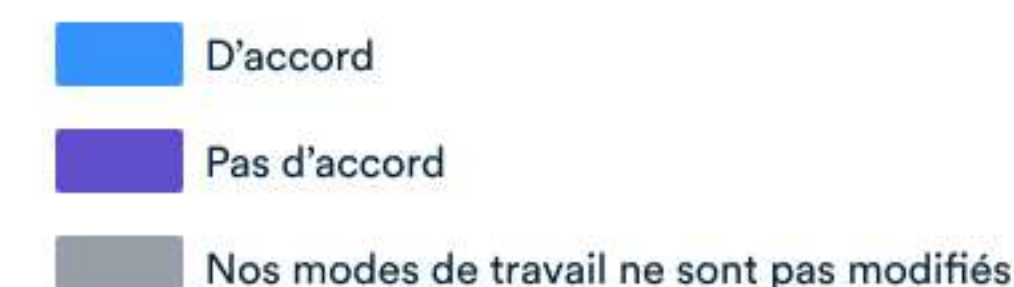 D’accord
Pas d’accord
Nos modes de travail ne sont pas modifiés